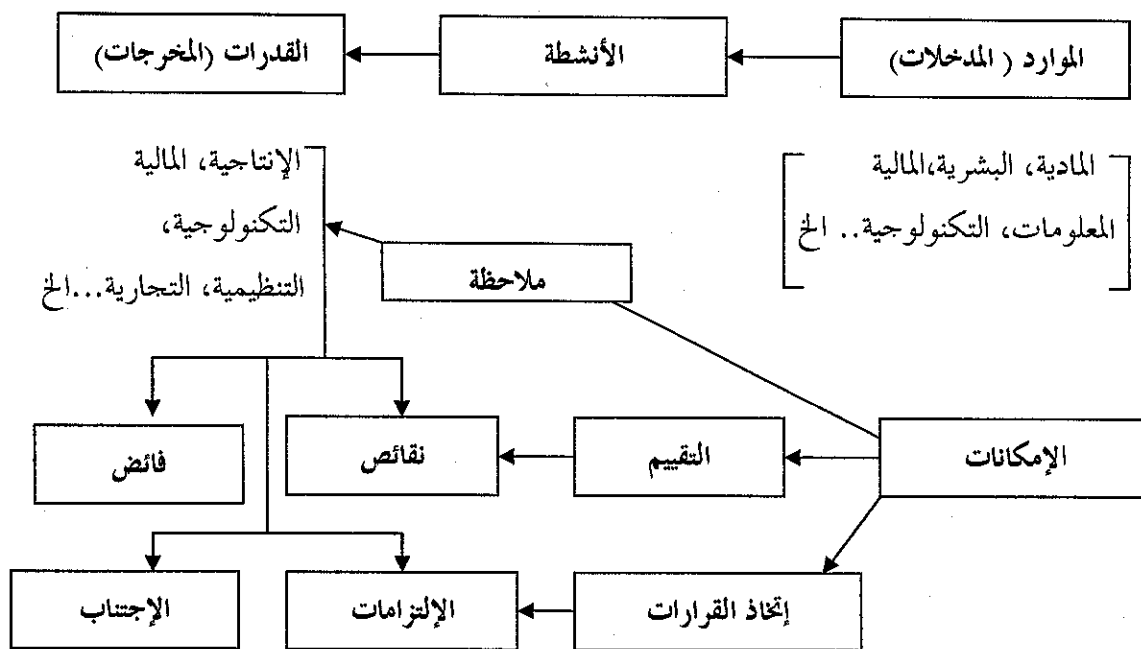 الموارد ( المدخلات)
الأنشطة
القدرات (المخرجات)
المادية، البشرية،المالية
المعلومات، التكنولوجية.. الخ
الإنتاجية، المالية
التكنولوجية،
التنظيمية، التجارية...الخ
ملاحظة
الإمكانات
التقييم
نقائص
فائض
إتخاذ القرارات
الإلتزامات
الإجتناب